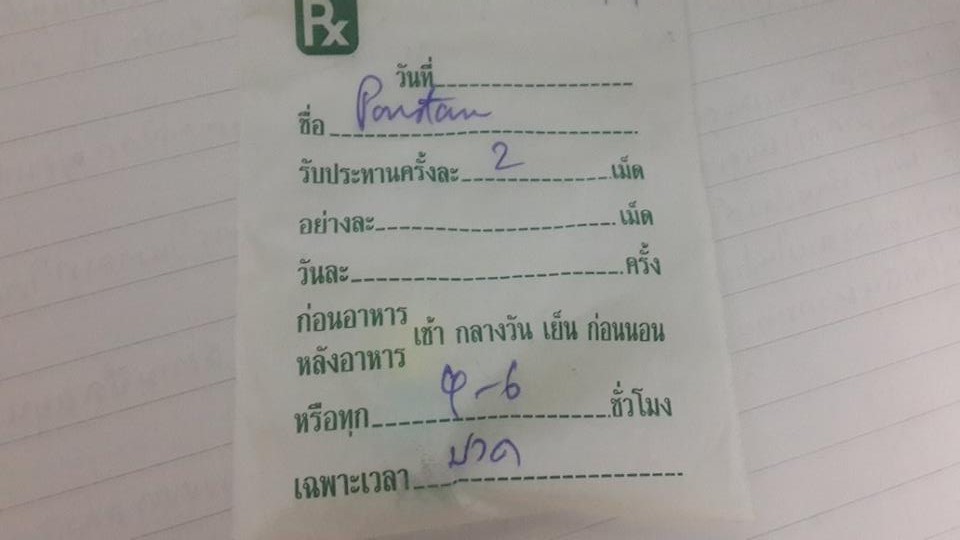 Rx
วันที่
ชื่อ Ponstan
รับประทานครั้งละ 2 เม็ด
อย่างละ เม็ด
วันละ ครั้ง
ก่อนอาหาร
หลังอาหาร เช้า กลางวัน เย็น ก่อนนอน
หรือทุก 4-6 ชั่วโมง
เฉพาะเวลา ปวด